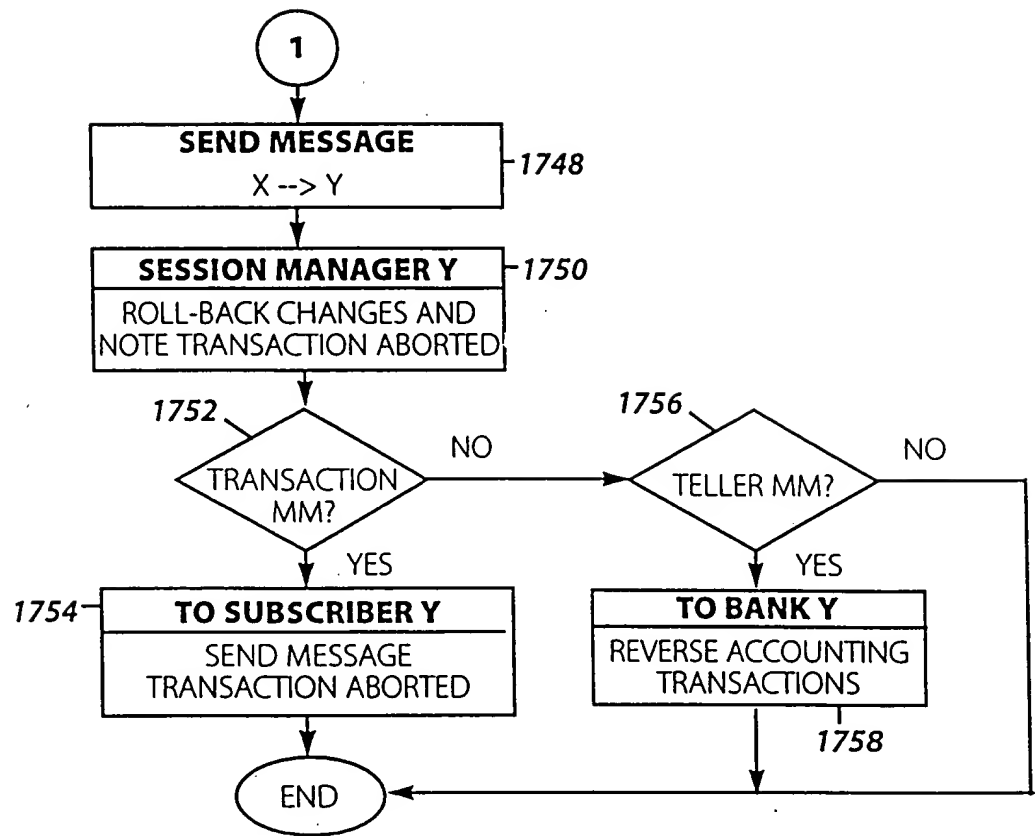 1
SEND MESSAGE
X --> Y
1748
SESSION MANAGER Y
1750
ROLL-BACK CHANGES AND
NOTE TRANSACTION ABORTED
1752
TRANSACTION
MM?
NO
1756
TELLER MM?
NO
YES
YES
1754
TO SUBSCRIBER Y
SEND MESSAGE
TRANSACTION ABORTED
TO BANK Y
REVERSE ACCOUNTING
TRANSACTIONS
1758
END